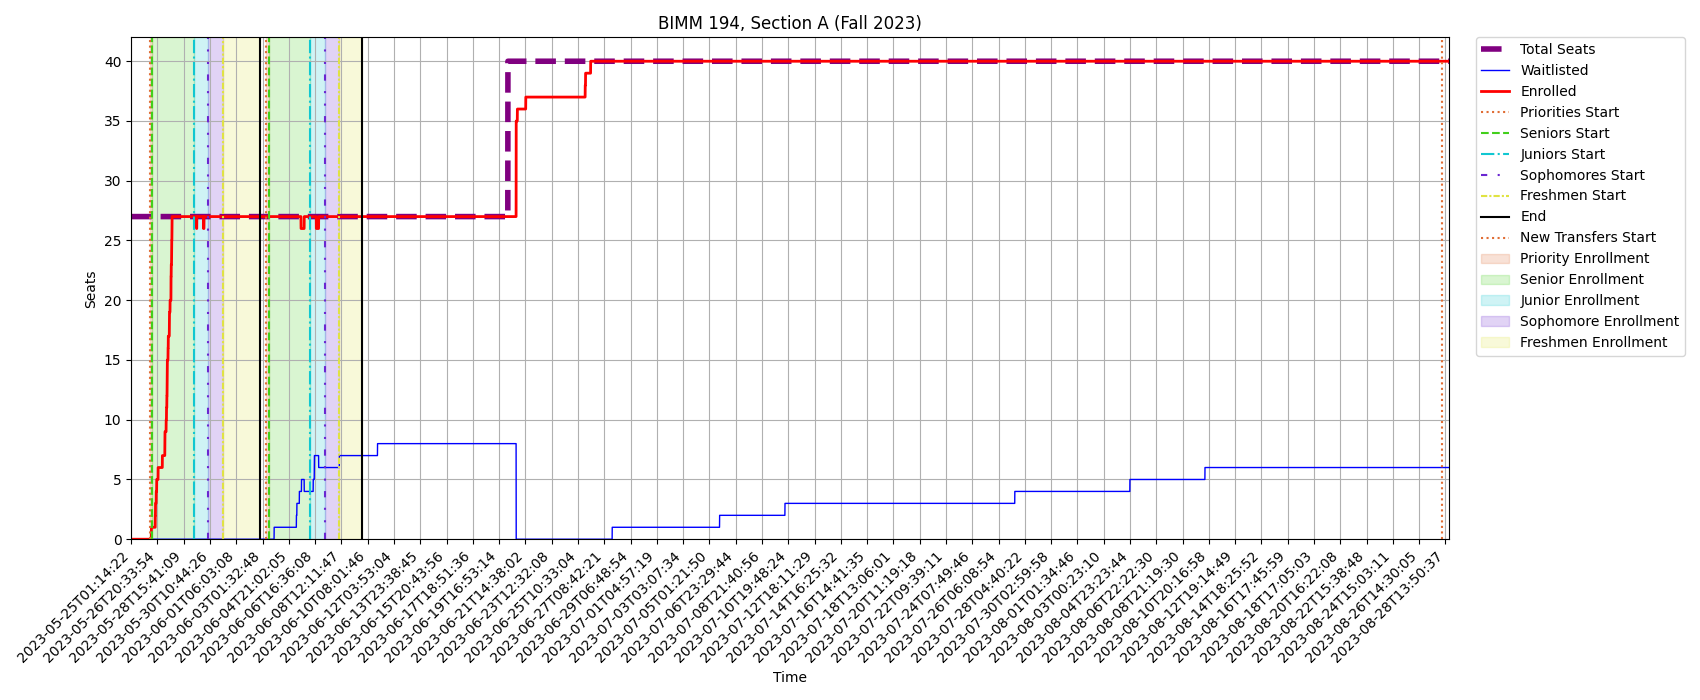 BIMM 194, Section A (Fall 2023)
Seats
40
35
30
25
20
15
10
5
0
2023-05-25T01:14:22
2023-05-26T20:33:54
2023-05-28T15:41:09
2023-05-30T10:44:26
2023-06-01T06:03:08
2023-06-03T01:32:48
2023-06-04T21:02:05
2023-06-06T16:36:08
2023-06-08T12:11:47
2023-06-10T08:01:46
2023-06-12T03:53:04
2023-06-13T23:38:45
2023-06-15T20:43:56
2023-06-17T18:51:36
2023-06-19T16:53:14
2023-06-21T14:38:02
2023-06-23T12:32:08
2023-06-25T10:33:04
2023-06-27T08:42:21
2023-06-29T06:48:54
2023-07-01T04:57:19
2023-07-03T03:07:34
2023-07-05T01:21:50
2023-07-06T23:29:44
2023-07-08T21:40:56
2023-07-10T19:48:24
2023-07-12T18:11:29
2023-07-14T16:25:32
2023-07-16T14:41:35
2023-07-18T13:06:01
2023-07-20T11:19:18
2023-07-22T09:39:11
2023-07-24T07:49:46
2023-07-26T06:08:54
2023-07-28T04:40:22
2023-07-30T02:59:58
2023-08-01T01:34:46
2023-08-03T00:23:10
2023-08-04T23:23:44
2023-08-06T22:22:30
2023-08-08T21:19:30
2023-08-10T20:16:58
2023-08-12T19:14:49
2023-08-14T18:25:52
2023-08-16T17:45:59
2023-08-18T17:05:03
2023-08-20T16:22:08
2023-08-22T15:38:48
2023-08-24T15:03:11
2023-08-26T14:30:05
2023-08-28T13:50:37
Time
Total Seats
Waitlisted
Enrolled
Priorities Start
Seniors Start
Juniors Start
Sophomores Start
Freshmen Start
End
New Transfers Start
Priority Enrollment
Senior Enrollment
Junior Enrollment
Sophomore Enrollment
Freshmen Enrollment